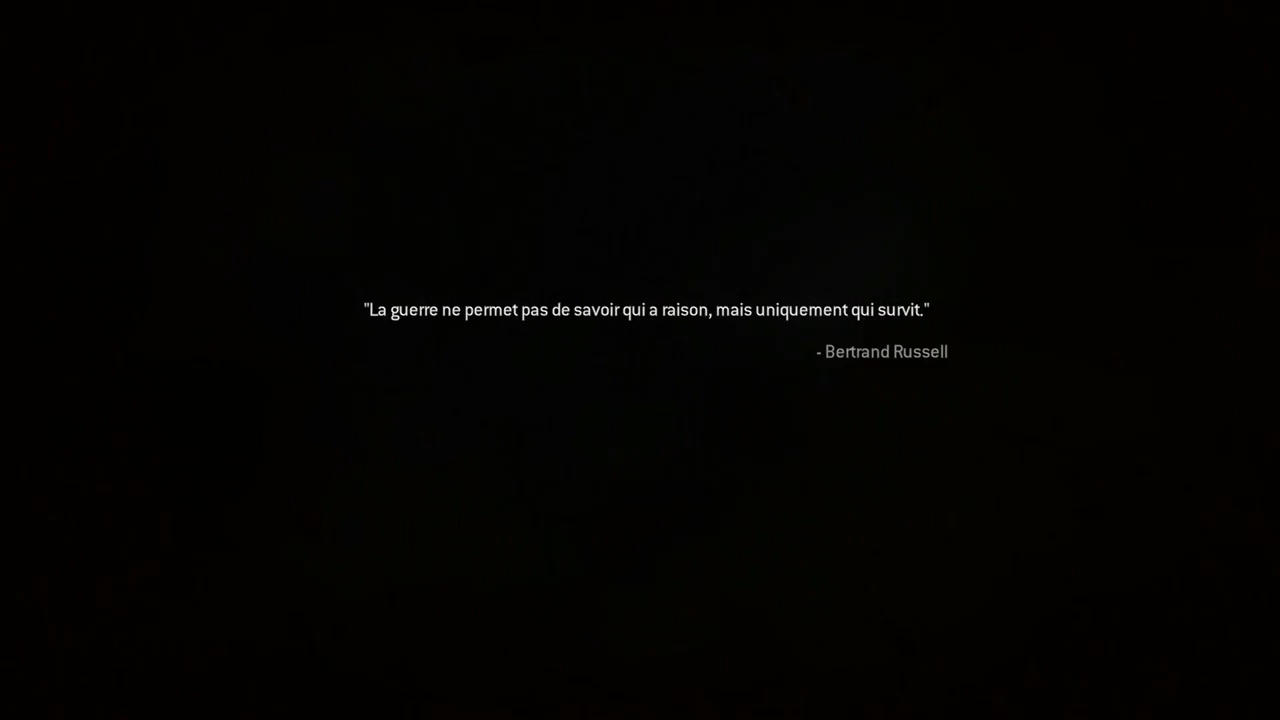 "La guerre ne permet pas de savoir qui a raison, mais uniquement qui survit."
- Bertrand Russell